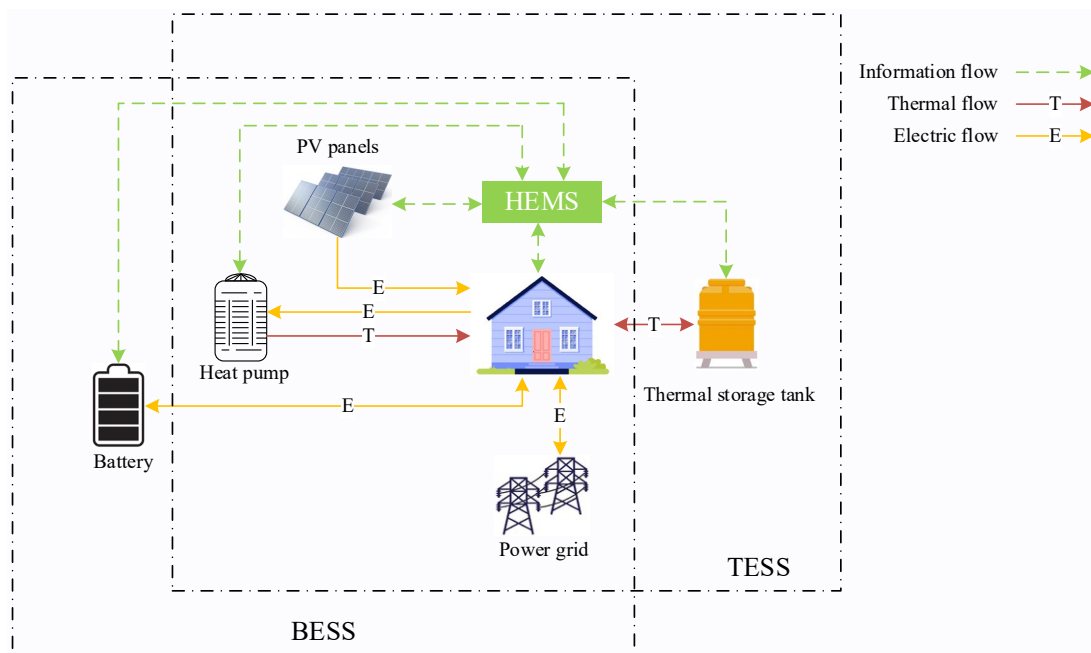 Information flow
Thermal flow
T
Electric flow
E
PV panels
HEMS
E
E
T
T
Heat pump
Thermal storage tank
E
E
Battery
Power grid
TESS
BESS